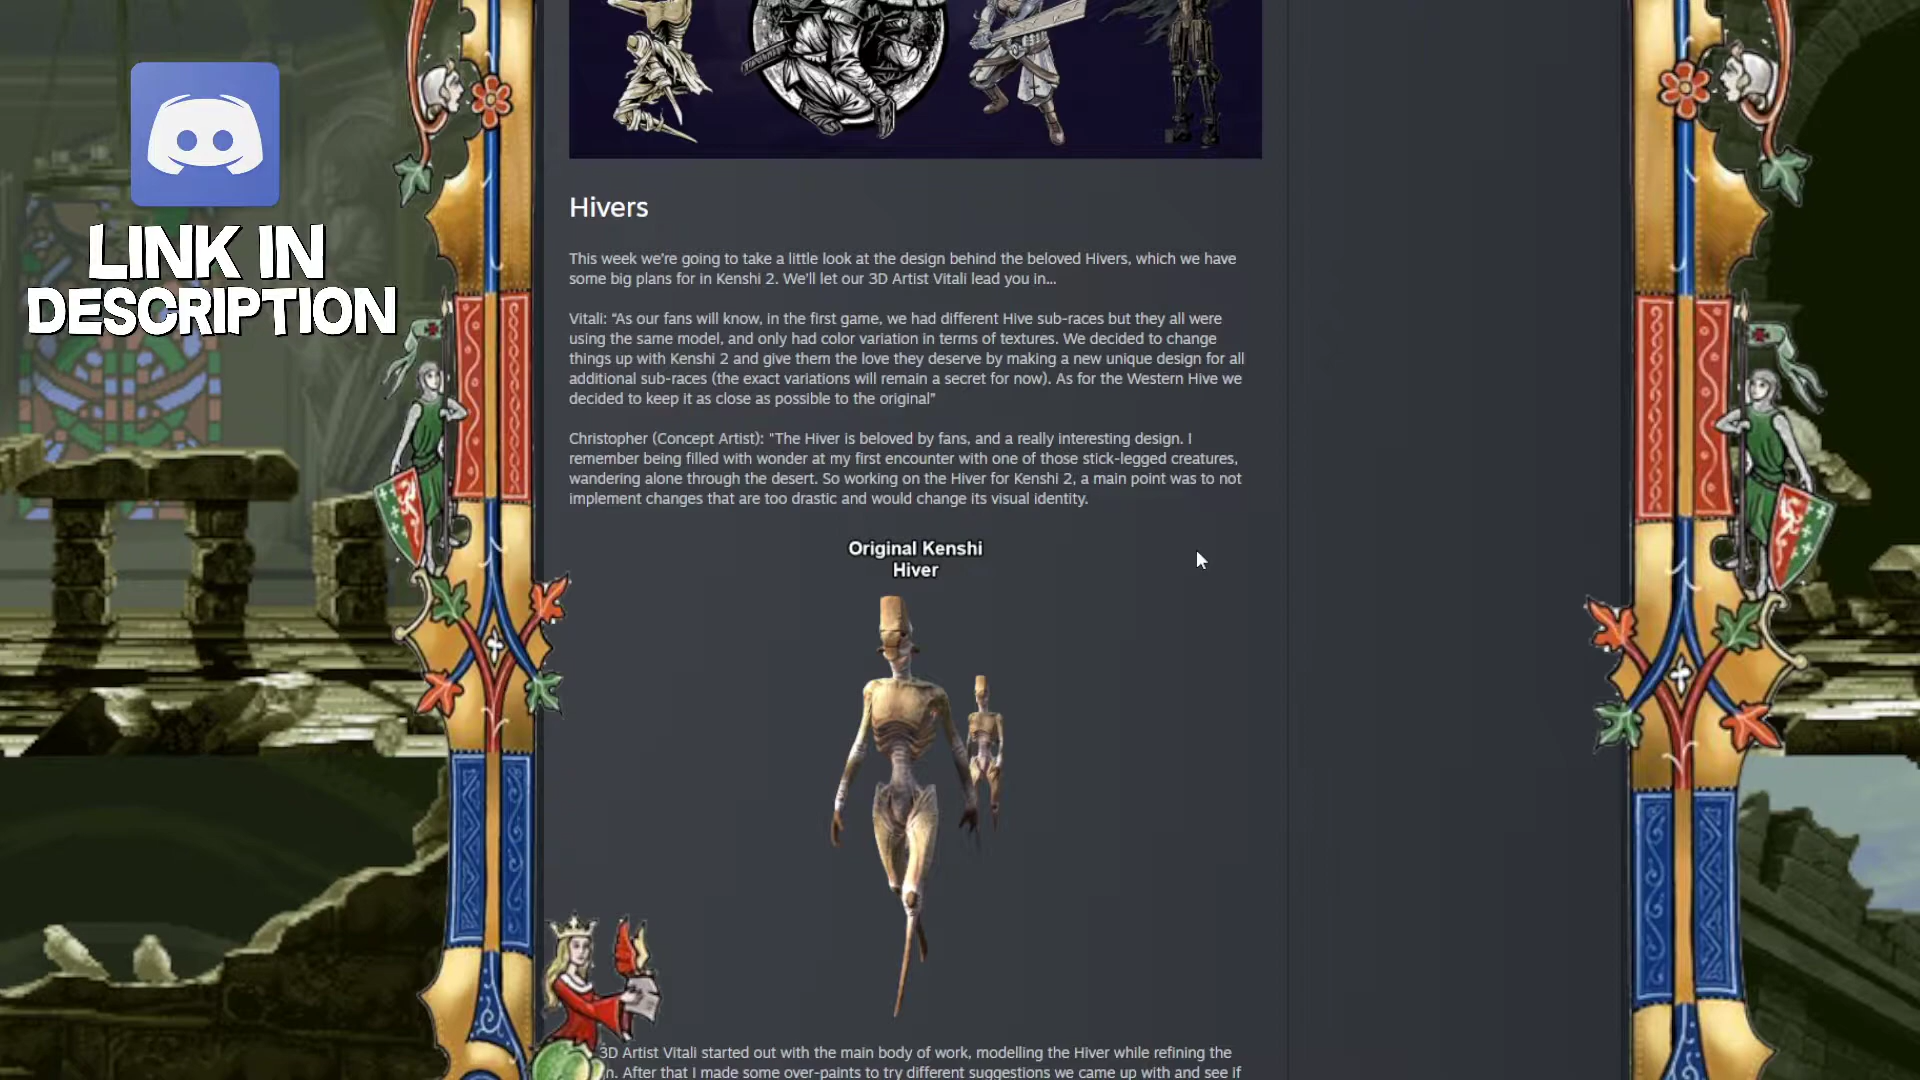 LINK IN
DESCRIPTION
Hivers
This week we're going to take a little look at the design behind the beloved Hivers, which we have
some big plans for in Kenshi 2. We'll let our 3D Artist Vitali lead you in...
Vitali: "As our fans will know, in the first game, we had different Hive sub-races but they all were
using the same model, and only had color variation in terms of textures. We decided to change
things up with Kenshi 2 and give them the love they deserve by making a new unique design for all
additional sub-races (the exact variations will remain a secret for now). As for the Western Hive we
decided to keep it as close as possible to the original"
Christopher (Concept Artist): "The Hiver is beloved by fans, and a really interesting design. I
remember being filled with wonder at my first encounter with one of those stick-legged creatures,
wandering alone through the desert. So working on the Hiver for Kenshi 2, a main point was to not
implement changes that are too drastic and would change its visual identity.
Original Kenshi
Hiver
3D Artist Vitali started out with the main body of work, modelling the Hiver while refining the
After that I made some over-paints to try different suggestions we came up with and see if